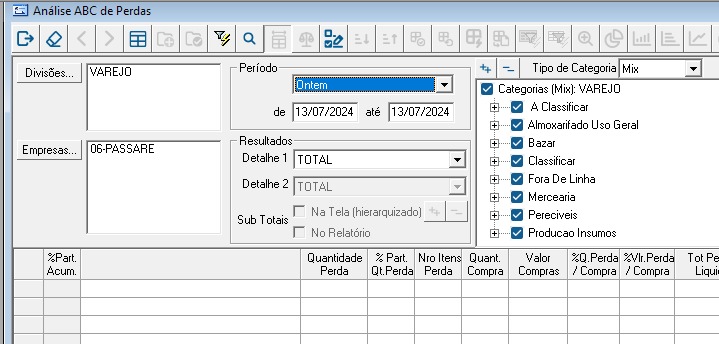 Análise ABC de Perdas
Divisões...
VAREJO
Empresas...
06-PASSARE
Período
Ontem
de 13/07/2024 até 13/07/2024
Resultados
Detalhe 1 TOTAL
Detalhe 2 TOTAL
Sub Totais
Na Tela (hierarquizado)
No Relatório
Tipo de Categoria Mix
Categorias (Mix): VAREJO
A Classificar
Almoxarifado Uso Geral
Bazar
Classificar
Fora De Linha
Mercearia
Pereciveis
Producao Insumos
%Part. Acum.
Quantidade Perda
% Part. Qt.Perda
Nro Itens Perda
Quant. Compra
Valor Compras
%Q.Perda / Compra
%Vlr.Perda / Compra
Tot Pe
Liqui